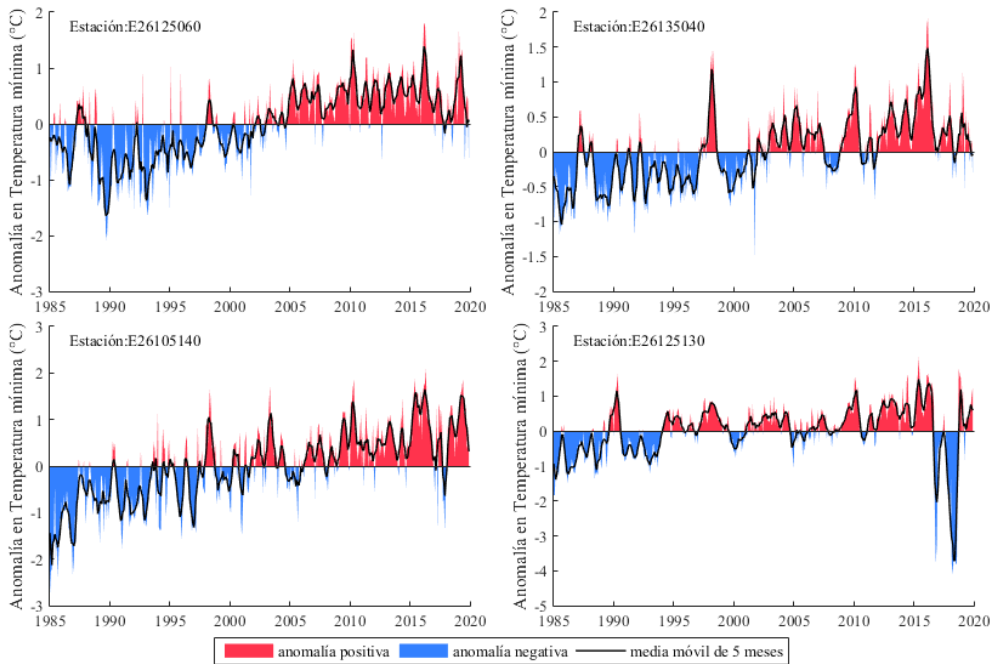 Estación:E26125060
Anomalía en Temperatura mínima (°C)
2
1
0
-1
-2
-3
1985 1990 1995 2000 2005 2010 2015 2020
Estación:E26135040
Anomalía en Temperatura mínima (°C)
2
1.5
1
0.5
0
-0.5
-1
-1.5
-2
1985 1990 1995 2000 2005 2010 2015 2020
Estación:E26105140
Anomalía en Temperatura mínima (°C)
3
2
1
0
-1
-2
-3
1985 1990 1995 2000 2005 2010 2015 2020
Estación:E26125130
Anomalía en Temperatura mínima (°C)
3
2
1
0
-1
-2
-3
-4
-5
1985 1990 1995 2000 2005 2010 2015 2020
anomalía positiva anomalía negativa media móvil de 5 meses